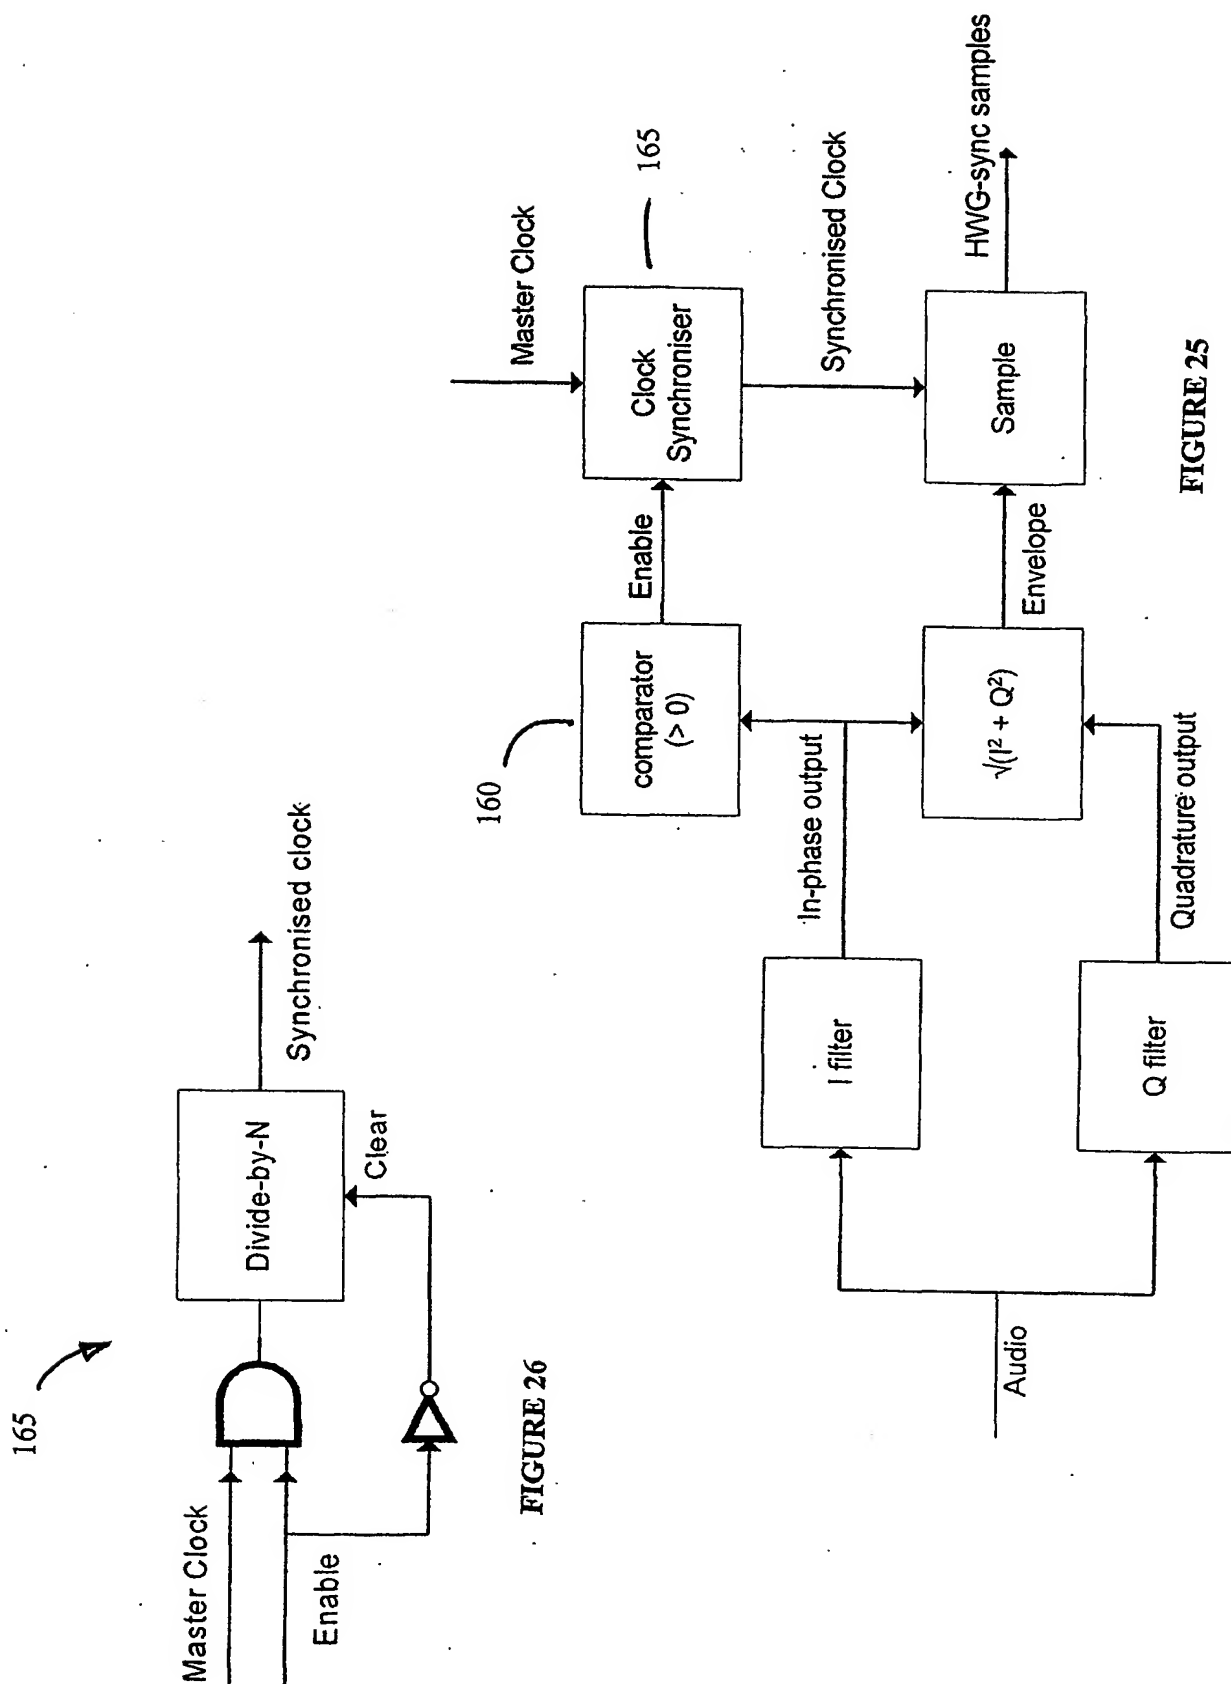 165
Master Clock
Enable
Divide-by-N
Clear
Synchronised clock
FIGURE 26
Audio
I filter
Q filter
In-phase output
Quadrature output
160
comparator
(> 0)
√(I² + Q²)
Enable
Envelope
Master Clock
Clock
Synchroniser
165
Synchronised Clock
Sample
HWG-sync samples
FIGURE 25